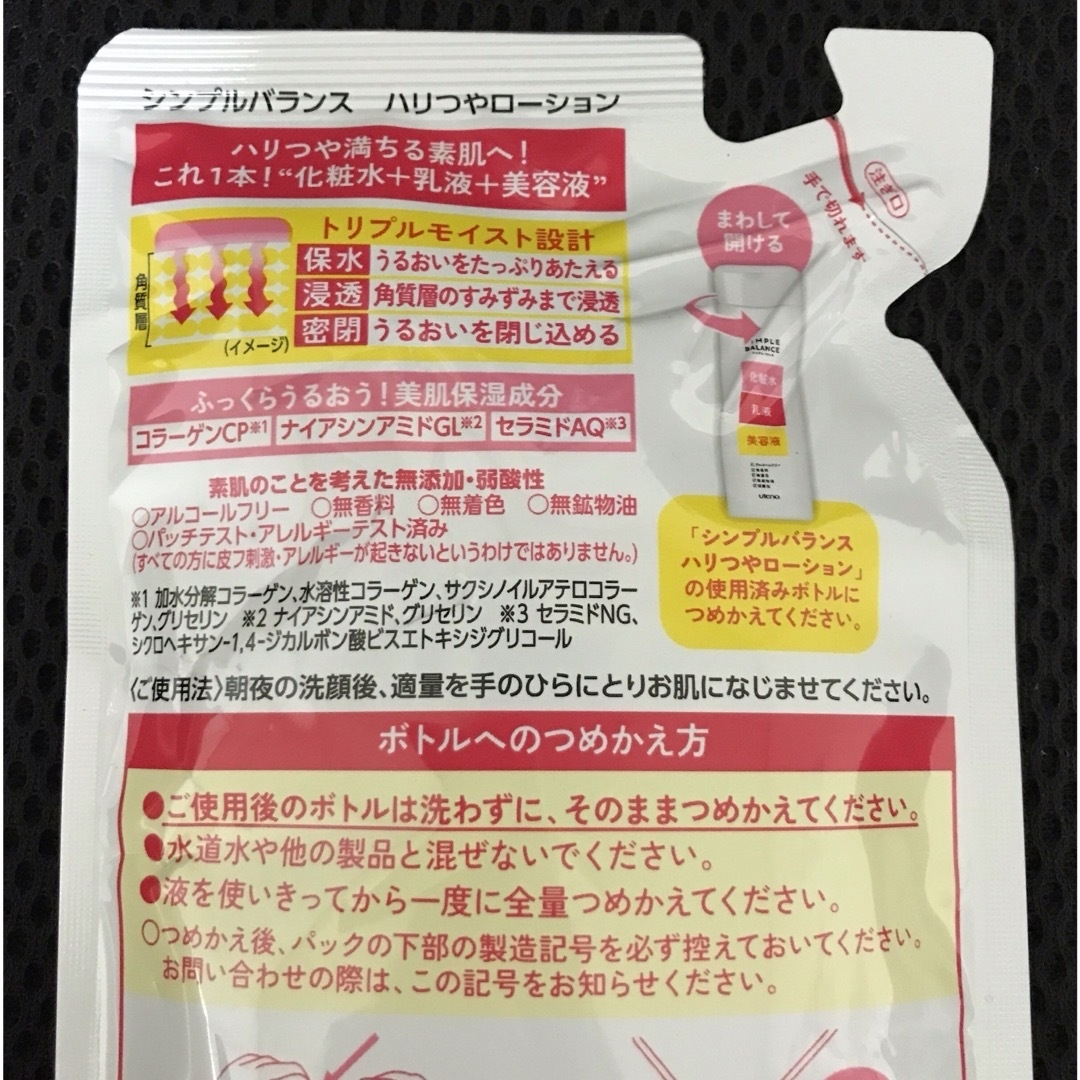 シンプルバランス　ハリつやローション
ハリつや満ちる素肌へ！
これ1本！“化粧水＋乳液＋美容液”
トリプルモイスト設計
角質層
保水 うるおいをたっぷりあたえる
浸透 角質層のすみずみまで浸透
密閉 うるおいを閉じ込める
(イメージ)
ふっくらうるおう！美肌保湿成分
コラーゲンCP※1 ナイアシンアミドGL※2 セラミドAQ※3
素肌のことを考えた無添加・弱酸性
○アルコールフリー　○無香料　○無着色　○無鉱物油
○パッチテスト・アレルギーテスト済み
(すべての方に皮フ刺激・アレルギーが起きないというわけではありません。)
※1 加水分解コラーゲン、水溶性コラーゲン、サクシノイルアテロコラー
ゲン、グリセリン　※2 ナイアシンアミド、グリセリン　※3 セラミドNG、
シクロヘキサン-1,4-ジカルボン酸ビスエトキシジグリコール
注ぎ口
手で切れます
まわして
開ける
SIMPLE
BALANCE
化粧水
乳液
美容液
utena
「シンプルバランス
ハリつやローション」
の使用済みボトルに
つめかえてください。
〈ご使用法〉朝夜の洗顔後、適量を手のひらにとりお肌になじませてください。
ボトルへのつめかえ方
●ご使用後のボトルは洗わずに、そのままつめかえてください。
●水道水や他の製品と混ぜないでください。
●液を使いきってから一度に全量つめかえてください。
○つめかえ後、パックの下部の製造記号を必ず控えておいてください。
お問い合わせの際は、この記号をお知らせください。